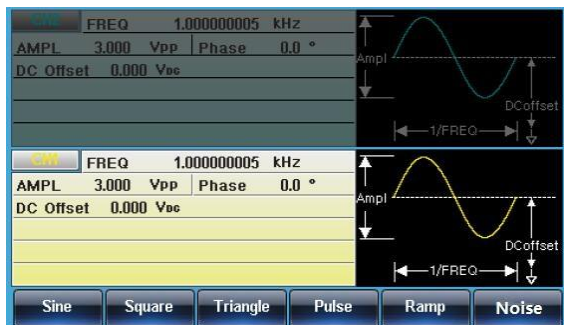 CH2 FREQ 1.000000005 kHz
AMPL 3.000 Vpp Phase 0.0 °
DC Offset 0.000 VDC
Ampl
DCoffset
1/FREQ
CH1 FREQ 1.000000005 kHz
AMPL 3.000 Vpp Phase 0.0 °
DC Offset 0.000 VDC
Ampl
DCoffset
1/FREQ
Sine Square Triangle Pulse Ramp Noise